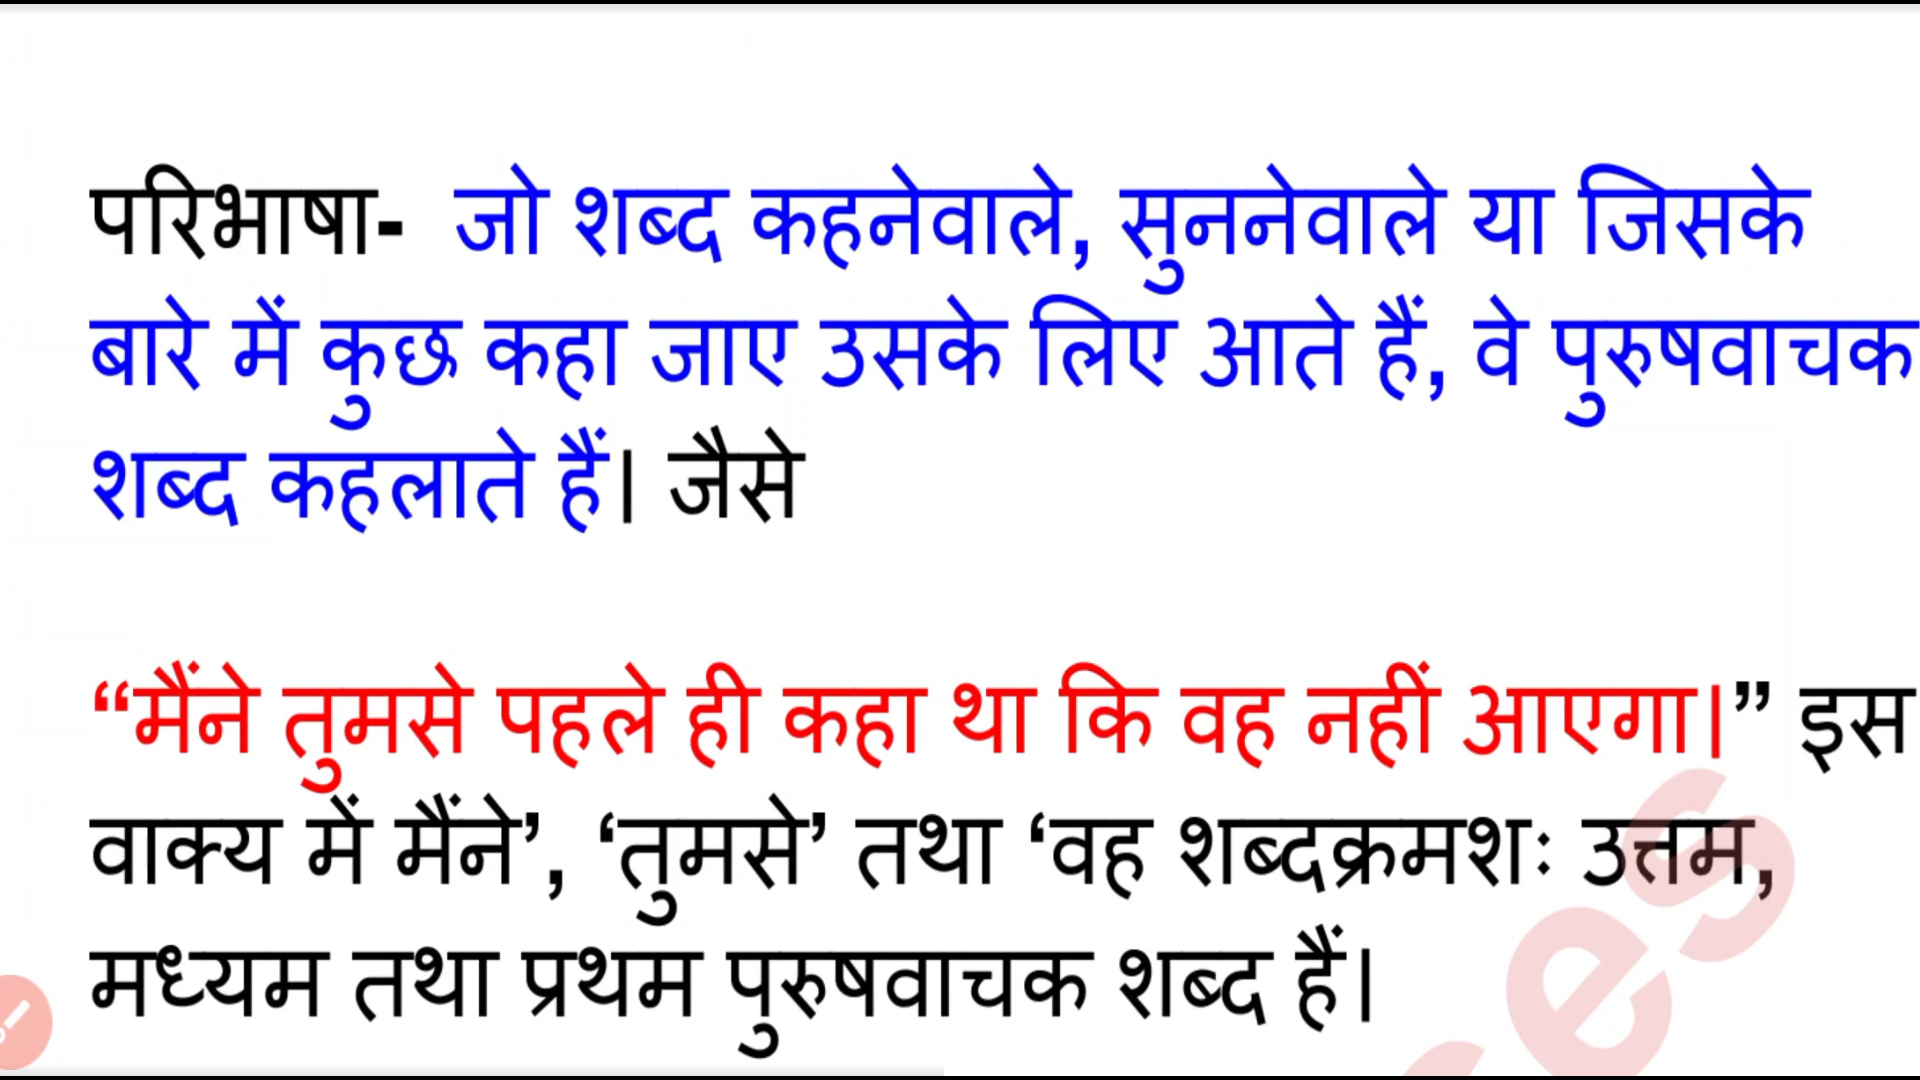 परिभाषा- जो शब्द कहनेवाले, सुननेवाले या जिसके
बारे में कुछ कहा जाए उसके लिए आते हैं, वे पुरुषवाचक
शब्द कहलाते हैं। जैसे
“मैंने तुमसे पहले ही कहा था कि वह नहीं आएगा।” इस
वाक्य में मैंने’, ‘तुमसे’ तथा ‘वह शब्दक्रमशः उत्तम,
मध्यम तथा प्रथम पुरुषवाचक शब्द हैं।